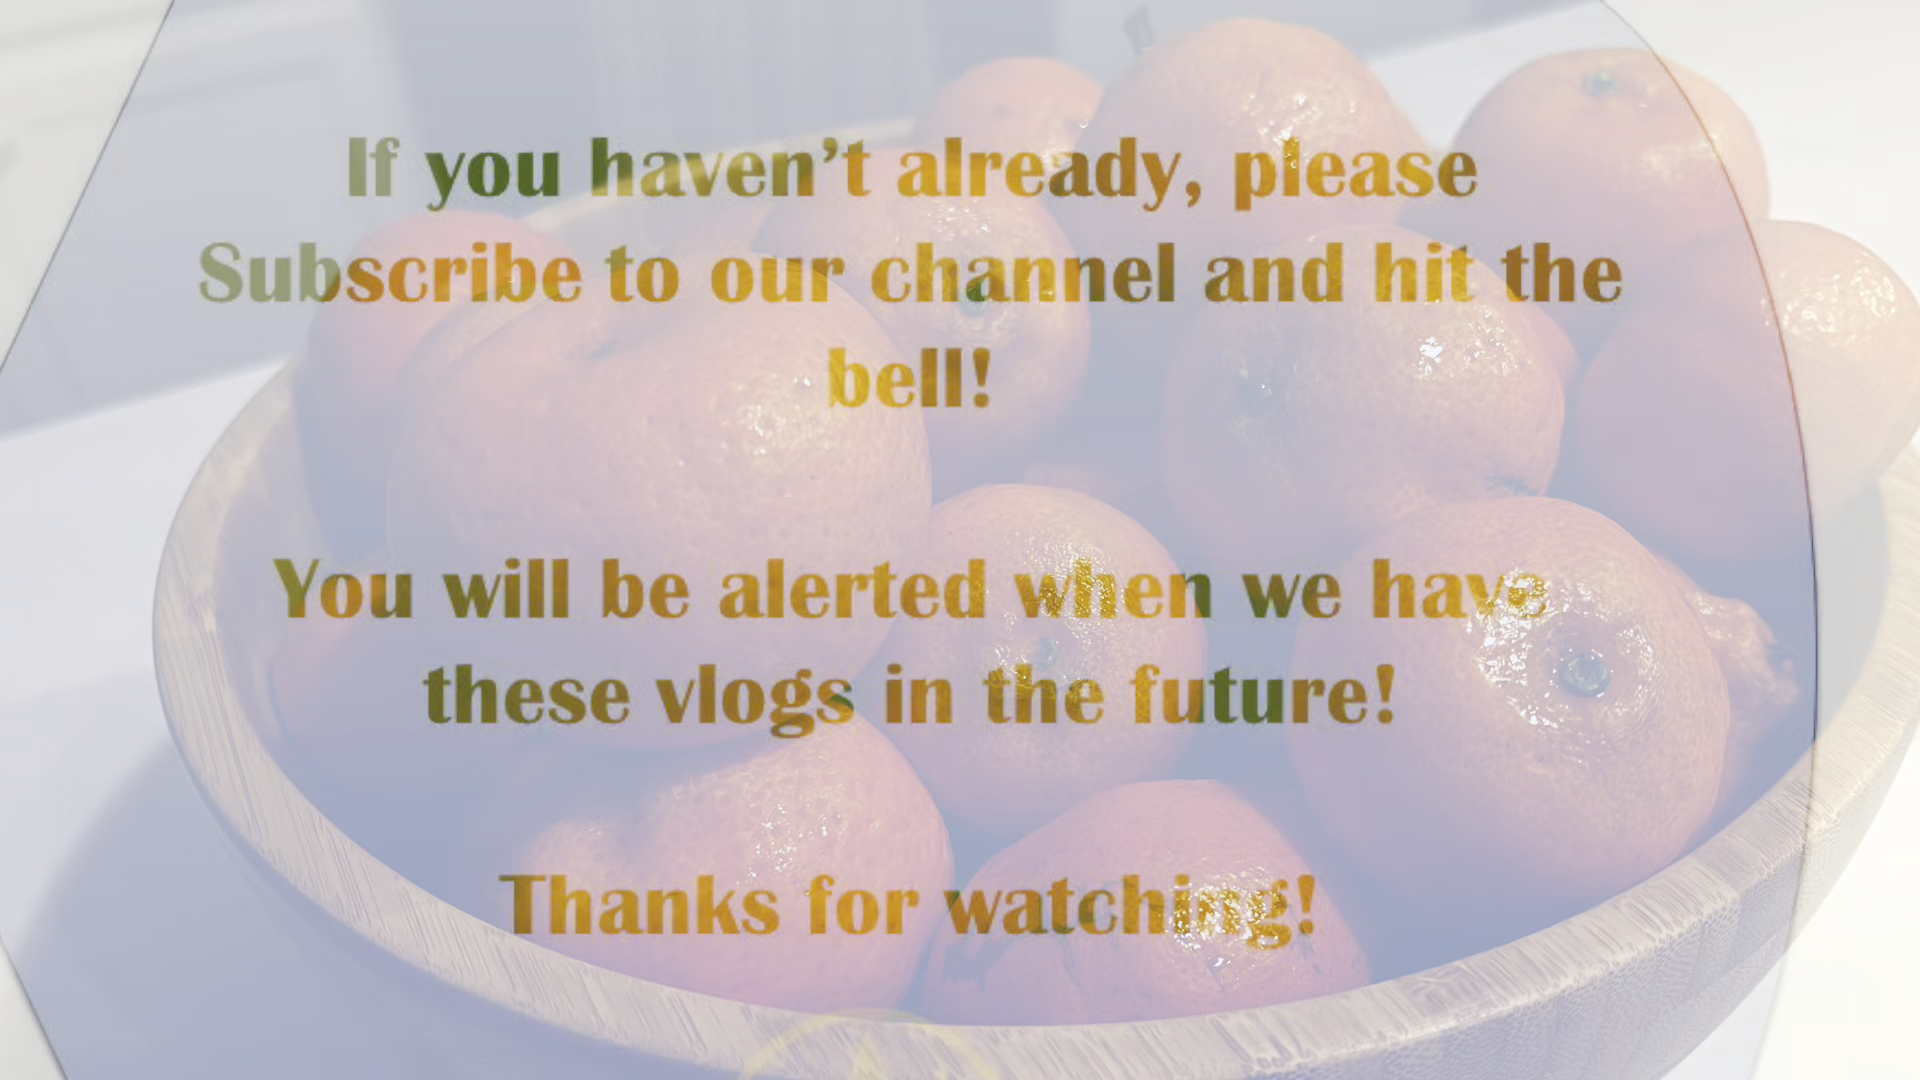 If you haven’t already, please
Subscribe to our channel and hit the
bell!
You will be alerted when we have
these vlogs in the future!
Thanks for watching!